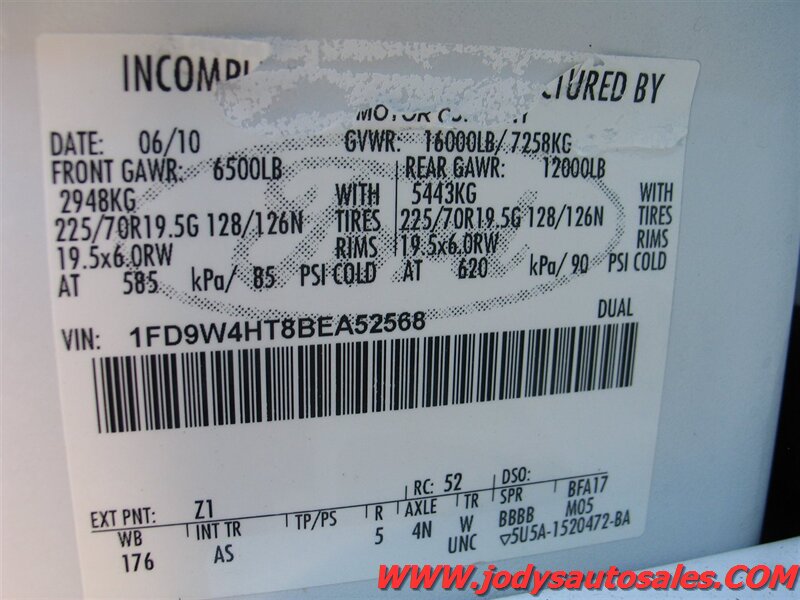 INCOMPL CTURED BY
MOTOR CO
DATE: 06/10 GVWR: 16000LB/ 7258KG
FRONT GAWR: 6500LB REAR GAWR: 12000LB
2948KG WITH 5443KG WITH
225/70R19.5G 128/126N TIRES 225/70R19.5G 128/126N TIRES
19.5x6.0RW RIMS 19.5x6.0RW RIMS
AT 585 kPa/ 85 PSI COLD AT 620 kPa/ 90 PSI COLD
DUAL
VIN: 1FD9W4HT8BEA52568
EXT PNT: Z1 RC: 52 DSO:
WB INT TR TP/PS R AXLE TR SPR BFA17
176 AS 5 4N W BBBB M05
UNC ▽5U5A-1520472-BA
WWW.jodysautosales.COM